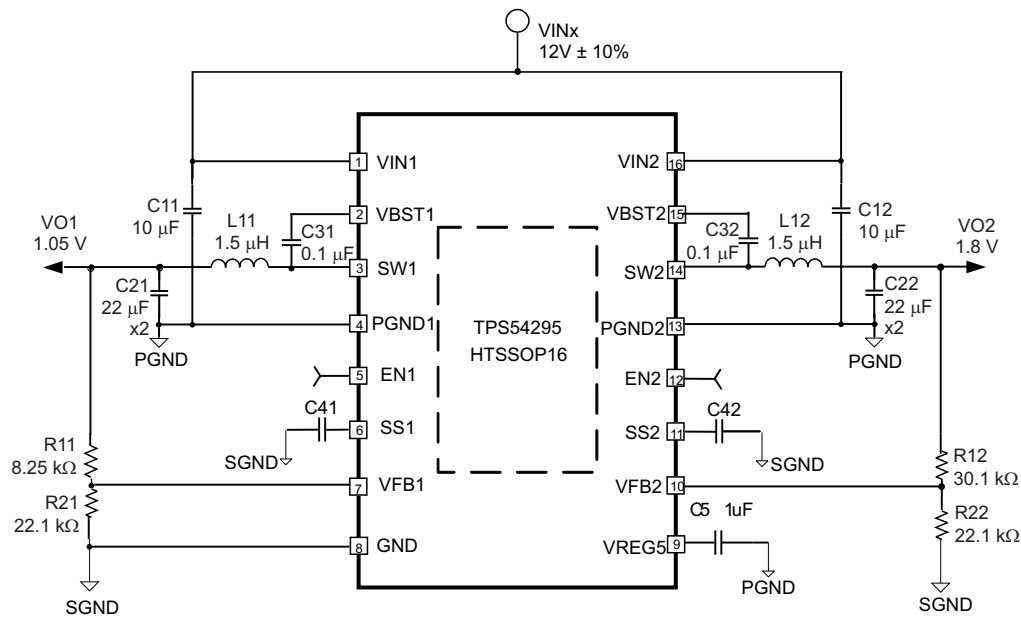 VINx
12V ± 10%
1 VIN1
VIN2 16
C11
10 μF
VO1
1.05 V
L11
1.5 μH
2 VBST1
C31
0.1 μF
VBST2 15
C32
0.1 μF
L12
1.5 μH
C12
10 μF
VO2
1.8 V
3 SW1
SW2 14
C21
22 μF
x2
C22
22 μF
x2
4 PGND1
PGND2 13
PGND
PGND
TPS54295
HTSSOP16
5 EN1
EN2 12
C41
C42
6 SS1
SS2 11
SGND
SGND
R11
8.25 kΩ
R12
30.1 kΩ
7 VFB1
VFB2 10
R21
22.1 kΩ
R22
22.1 kΩ
C5 1uF
8 GND
VREG5 9
PGND
SGND
SGND